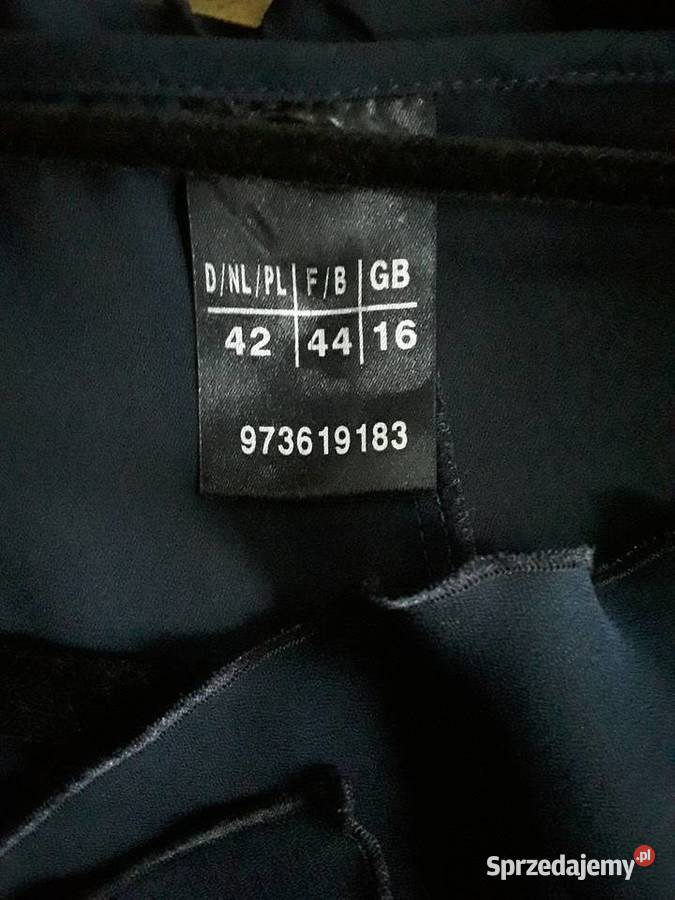 D/NL/PL F/B GB
42 44 16
973619183
Sprzedajemy.pl